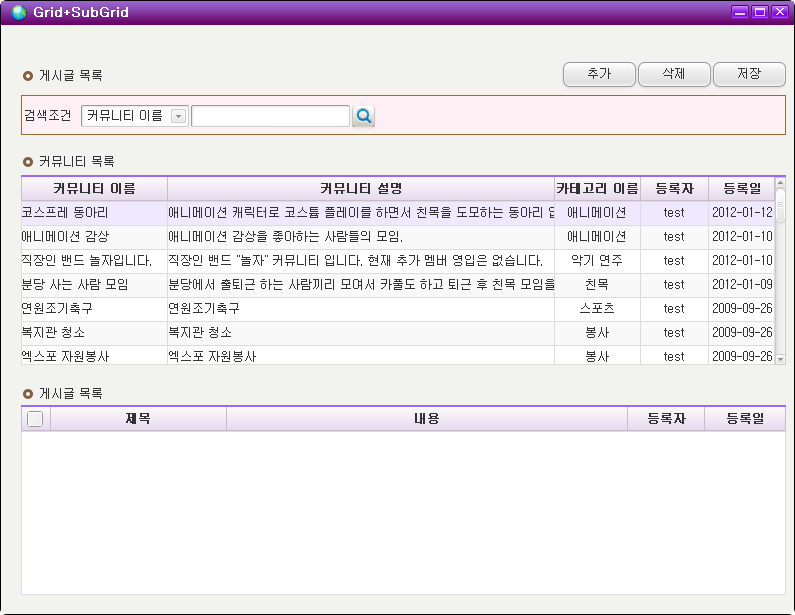 Grid+SubGrid
게시글 목록 추가 삭제 저장
검색조건 커뮤니티 이름
커뮤니티 목록
커뮤니티 이름 커뮤니티 설명 카테고리 이름 등록자 등록일
코스프레 동아리 애니메이션 캐릭터로 코스튬 플레이를 하면서 친목을 도모하는 동아리 애니메이션 test 2012-01-12
애니메이션 감상 애니메이션 감상을 좋아하는 사람들의 모임. 애니메이션 test 2012-01-10
직장인 밴드 놀자입니다. 직장인 밴드 "놀자" 커뮤니티 입니다. 현재 추가 멤버 영입은 없습니다. 악기 연주 test 2012-01-10
분당 사는 사람 모임 분당에서 출퇴근 하는 사람끼리 모여서 카풀도 하고 퇴근 후 친목 모임을 친목 test 2012-01-09
연원조기축구 연원조기축구 스포츠 test 2009-09-26
복지관 청소 복지관 청소 봉사 test 2009-09-26
엑스포 자원봉사 엑스포 자원봉사 봉사 test 2009-09-26
게시글 목록
제목 내용 등록자 등록일